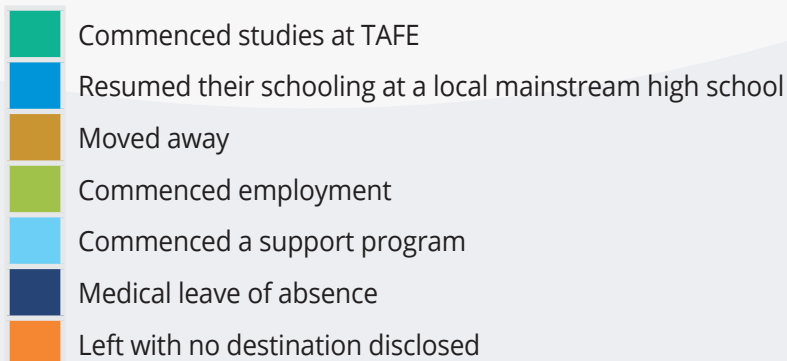 Commenced studies at TAFE
Resumed their schooling at a local mainstream high school
Moved away
Commenced employment
Commenced a support program
Medical leave of absence
Left with no destination disclosed